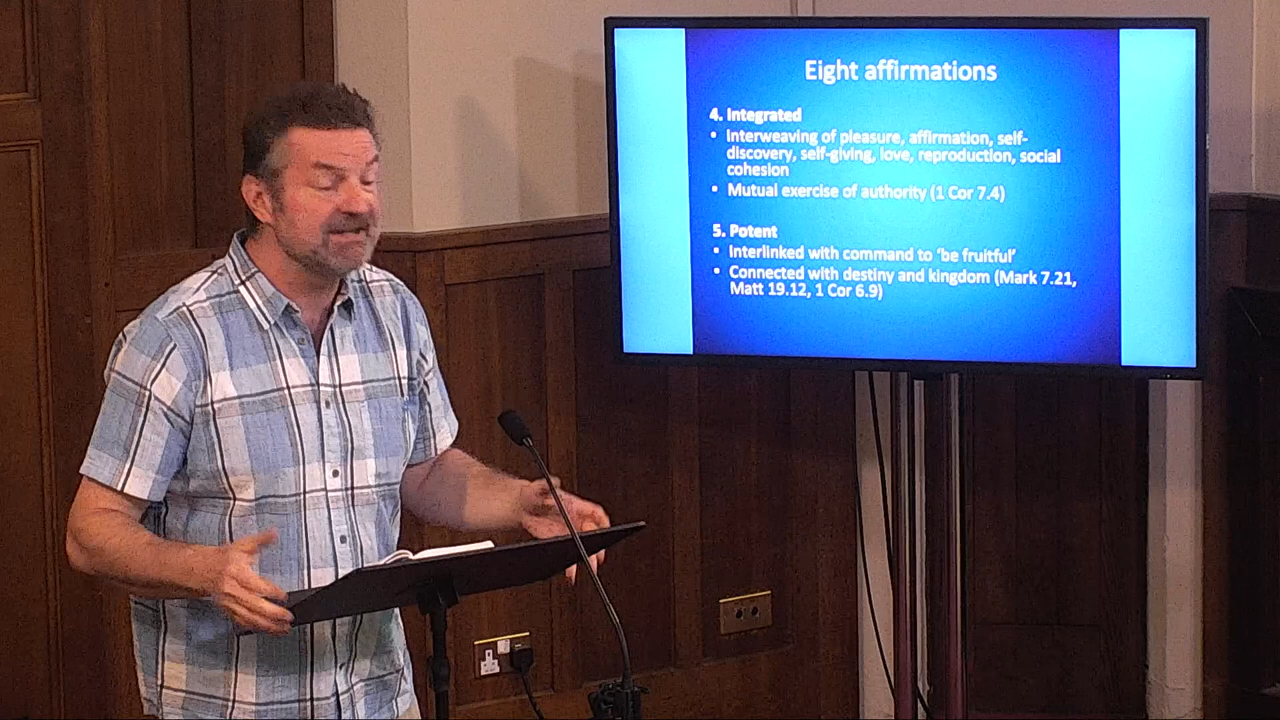 Eight affirmations
4. Integrated
• Interweaving of pleasure, affirmation, self-
discovery, self-giving, love, reproduction, social
cohesion
• Mutual exercise of authority (1 Cor 7.4)
5. Potent
• Interlinked with command to 'be fruitful'
• Connected with destiny and kingdom (Mark 7.21,
Matt 19.12, 1 Cor 6.9)